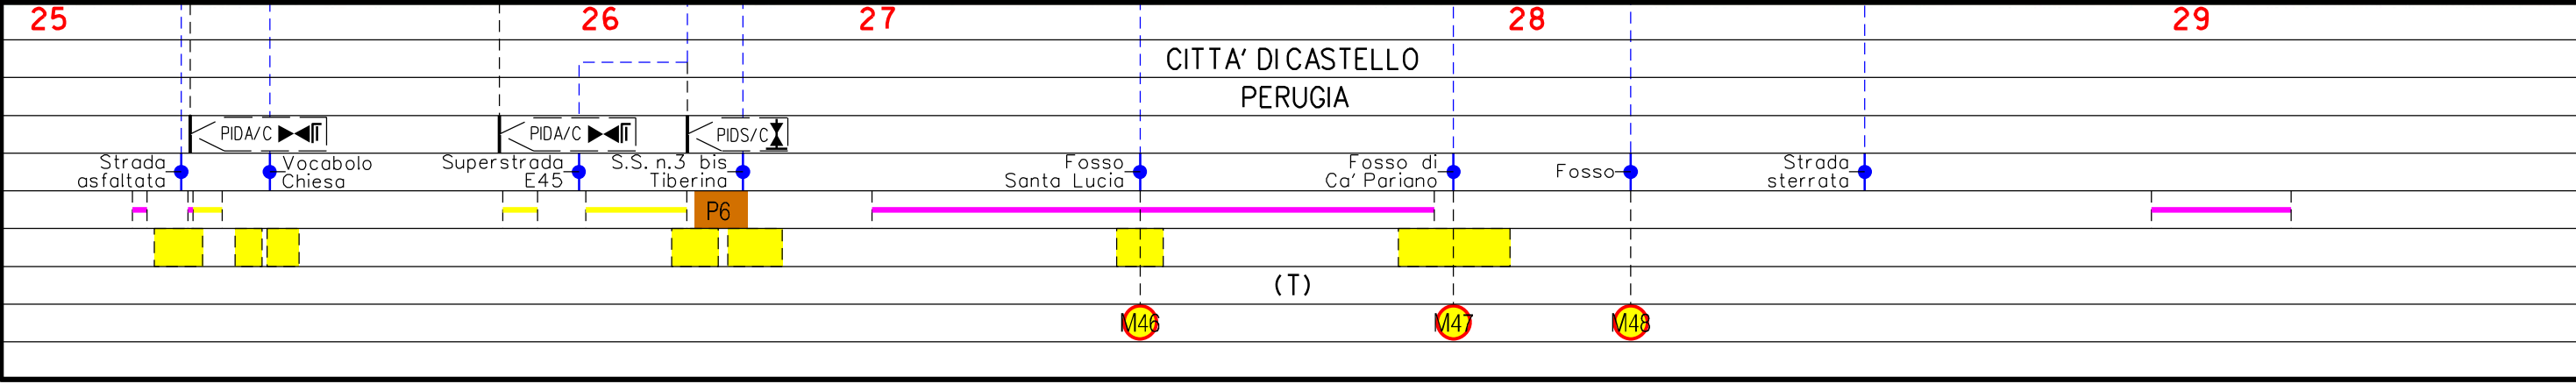 25 26 27 28 29
CITTA' DI CASTELLO
PERUGIA
PIDA/C PIDA/C PIDS/C
Strada asfaltata
Vocabolo Chiesa
Superstrada E45
S.S. n.3 bis Tiberina
Fosso Santa Lucia
Fosso di Ca' Pariano
Fosso
Strada sterrata
P6
(T)
M46 M47 M48